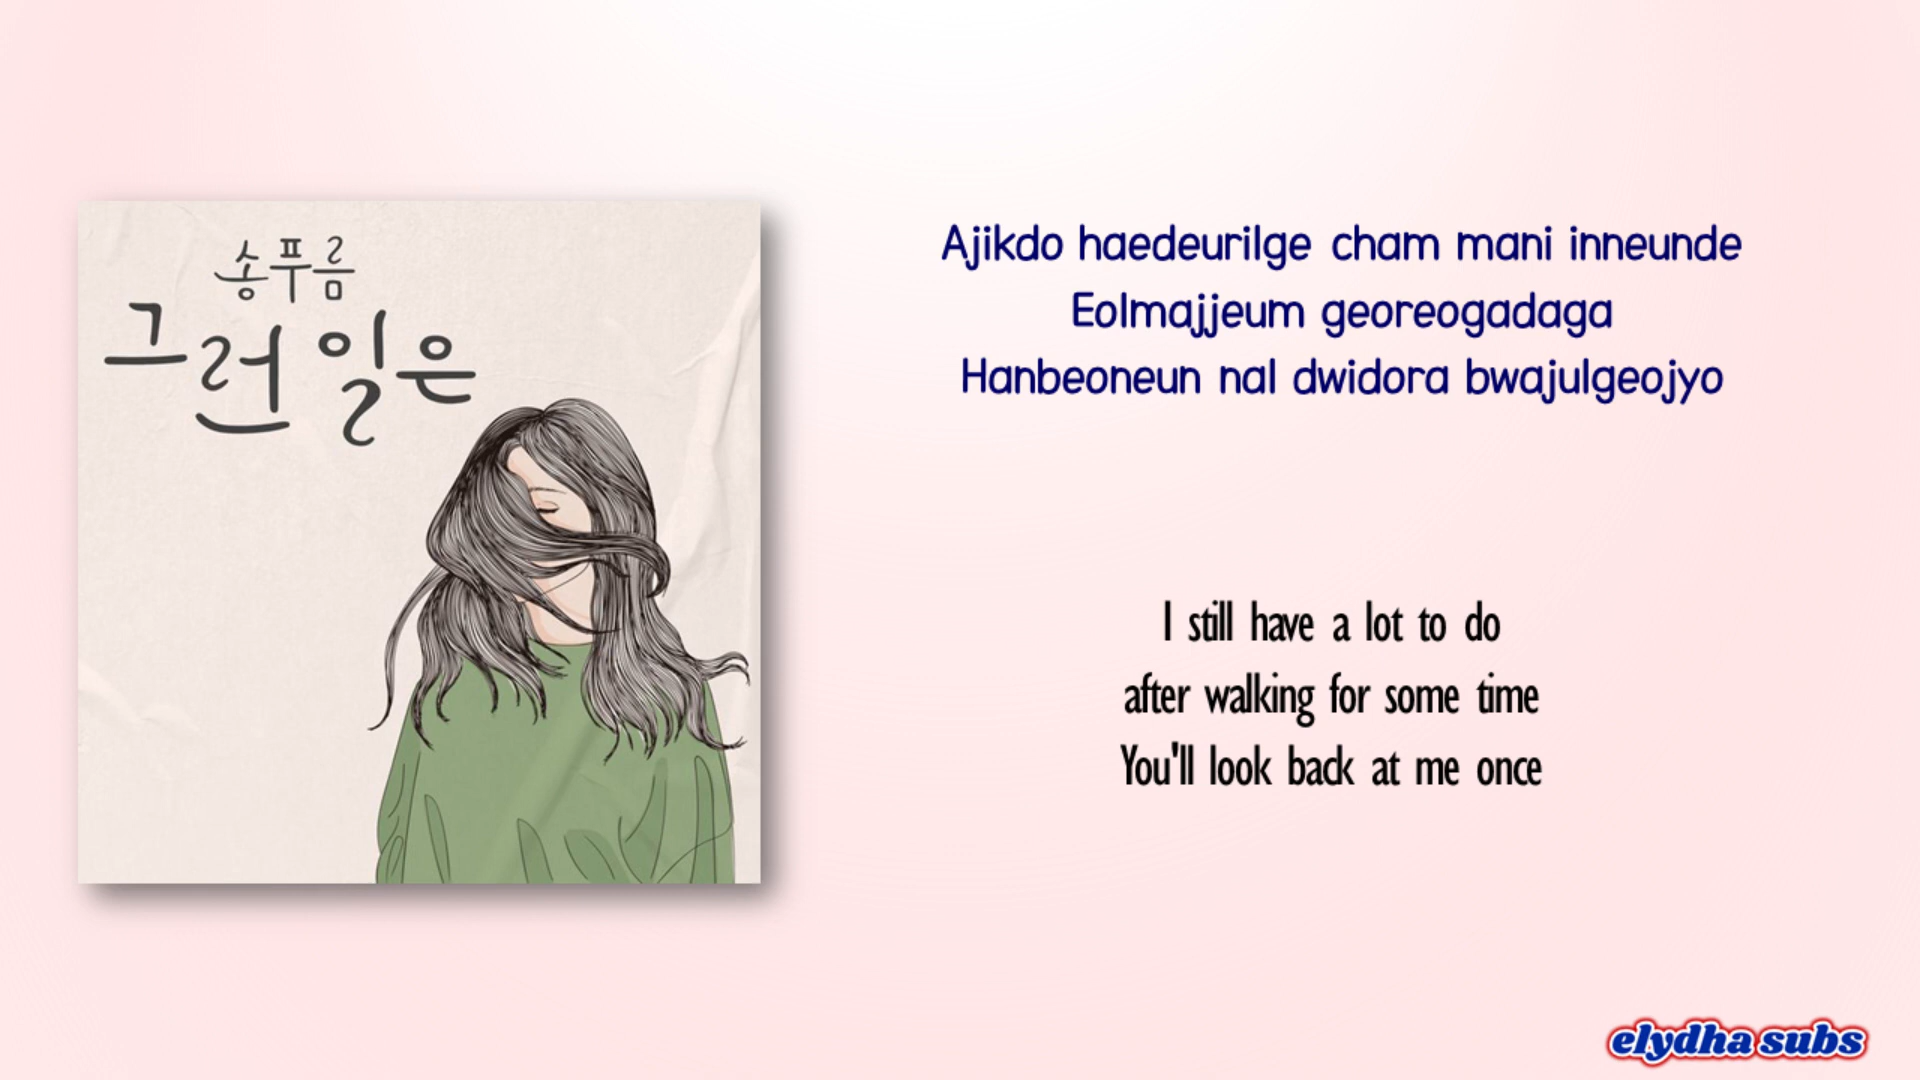 송푸름
그런 일은
Ajikdo haedeurilge cham mani inneunde
Eolmajjeum georeogadaga
Hanbeoneun nal dwidora bwajulgeojyo
I still have a lot to do
after walking for some time
You'll look back at me once
elydha subs